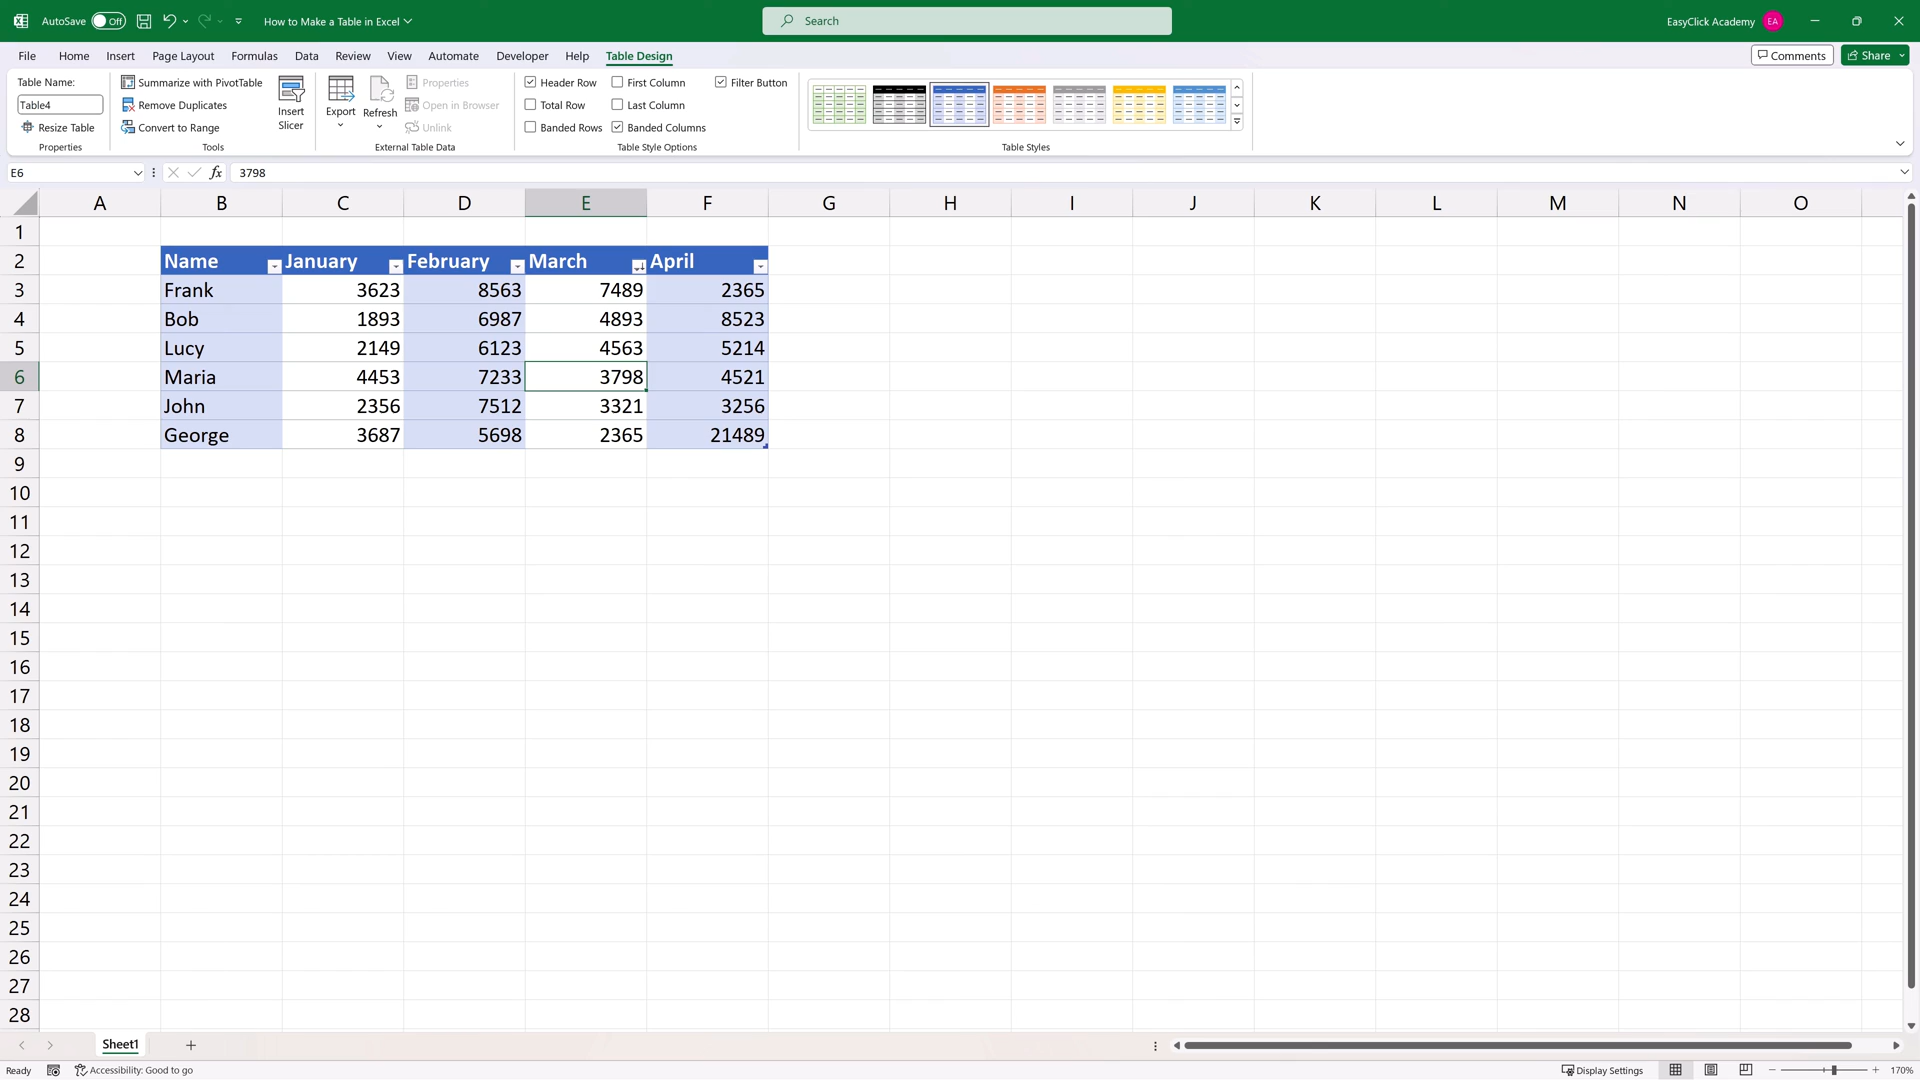 AutoSave Off How to Make a Table in Excel Search EasyClick Academy EA
File Home Insert Page Layout Formulas Data Review View Automate Developer Help Table Design Comments Share
Table Name:
Table4
Resize Table
Properties
Summarize with PivotTable
Remove Duplicates
Convert to Range
Insert
Slicer
Tools
Export
Refresh
Properties
Open in Browser
Unlink
External Table Data
Header Row First Column Filter Button
Total Row Last Column
Banded Rows Banded Columns
Table Style Options
Table Styles
E6 fx 3798
A B C D E F G H I J K L M N O
1
2 Name January February March April
3 Frank 3623 8563 7489 2365
4 Bob 1893 6987 4893 8523
5 Lucy 2149 6123 4563 5214
6 Maria 4453 7233 3798 4521
7 John 2356 7512 3321 3256
8 George 3687 5698 2365 21489
9
10
11
12
13
14
15
16
17
18
19
20
21
22
23
24
25
26
27
28
Sheet1
Ready Accessibility: Good to go Display Settings 170%